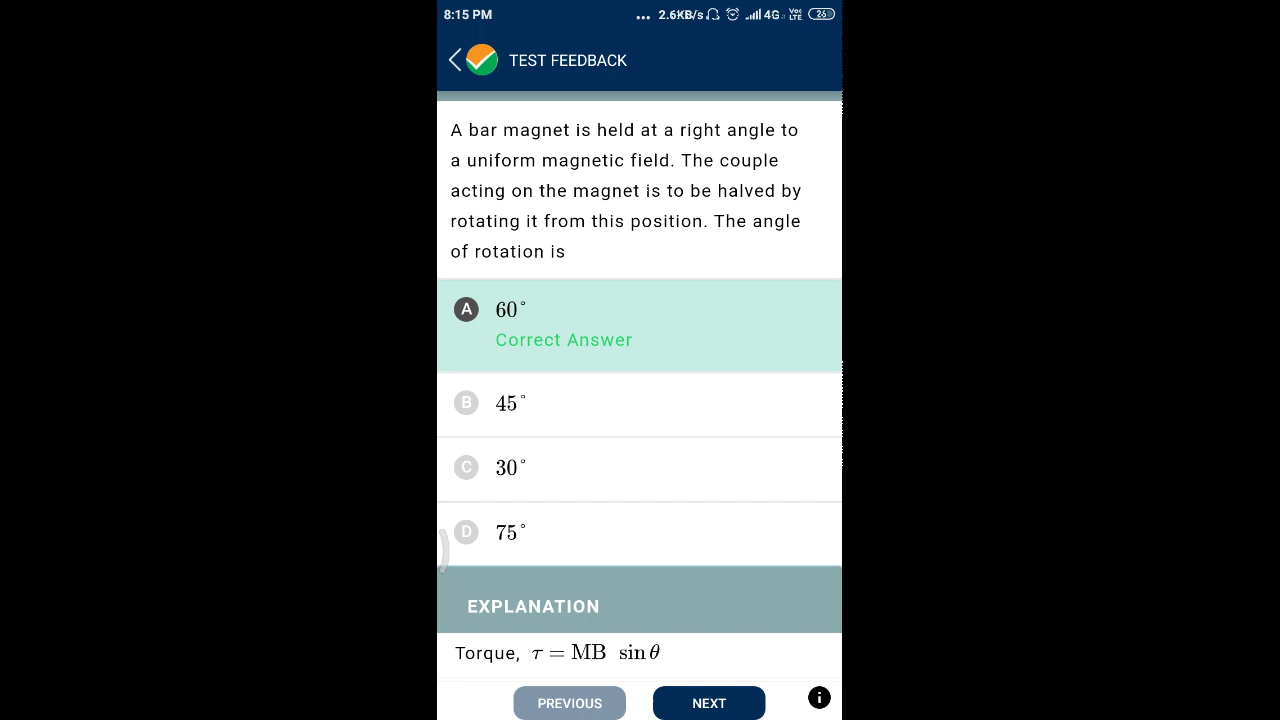 8:15 PM ... 2.6KB/s 4G Vo) LTE 26
TEST FEEDBACK
A bar magnet is held at a right angle to
a uniform magnetic field. The couple
acting on the magnet is to be halved by
rotating it from this position. The angle
of rotation is
A 60°
Correct Answer
B 45°
C 30°
D 75°
EXPLANATION
Torque, τ = MB sin θ
PREVIOUS NEXT i